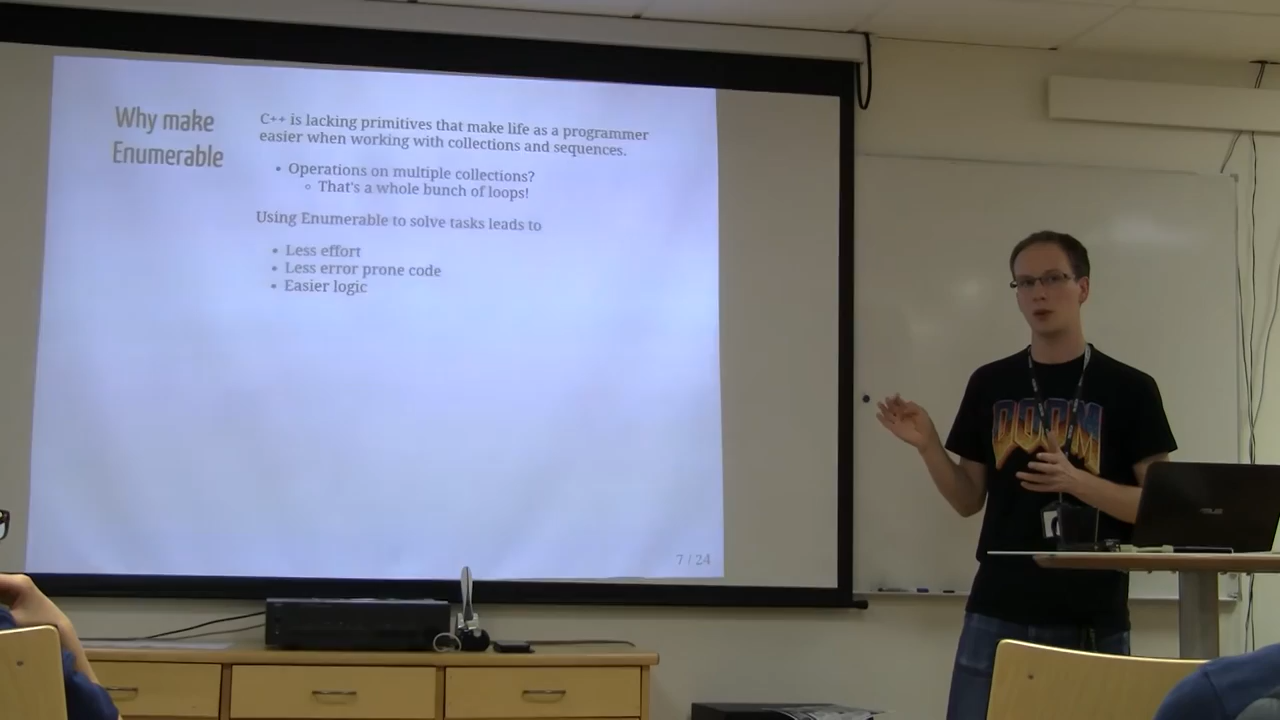 Why make
Enumerable
C++ is lacking primitives that make life as a programmer
easier when working with collections and sequences.
• Operations on multiple collections?
◦ That's a whole bunch of loops!
Using Enumerable to solve tasks leads to
• Less effort
• Less error prone code
• Easier logic
7 / 24
DOOM
ASUS